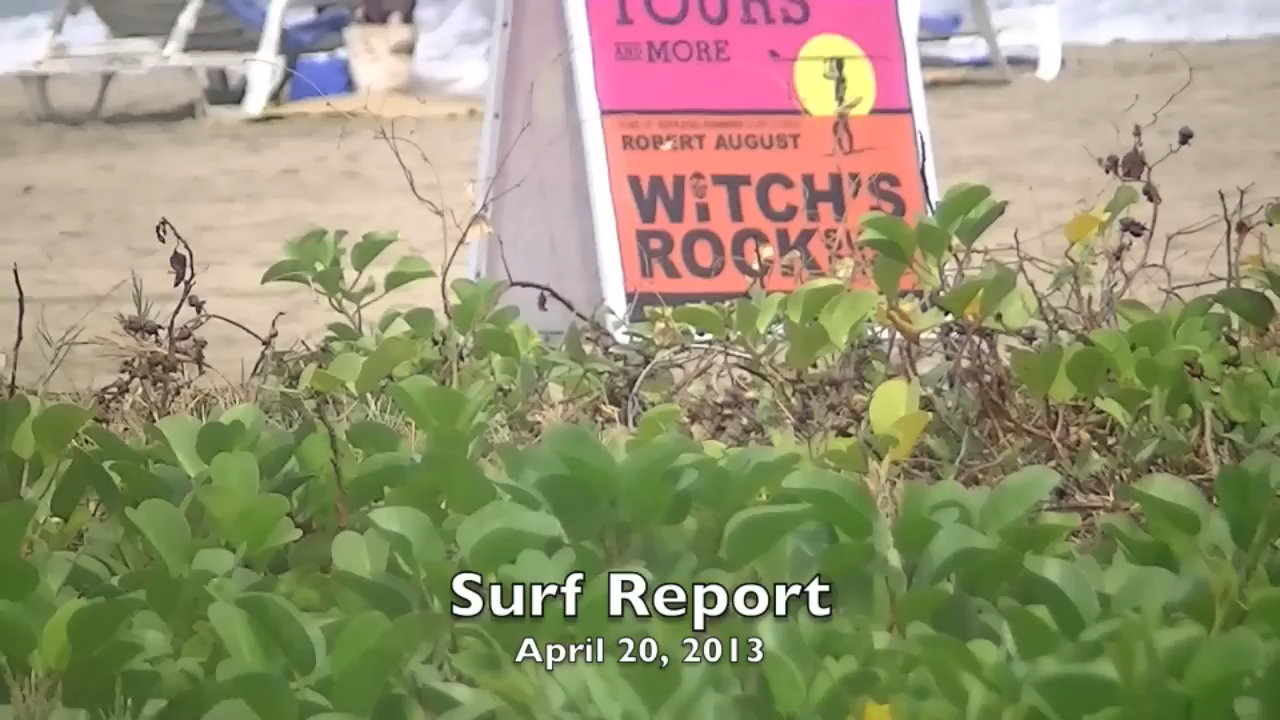 TOURS
AND MORE
ROBERT AUGUST
WiTCH'S
ROCK
Surf Report
April 20, 2013